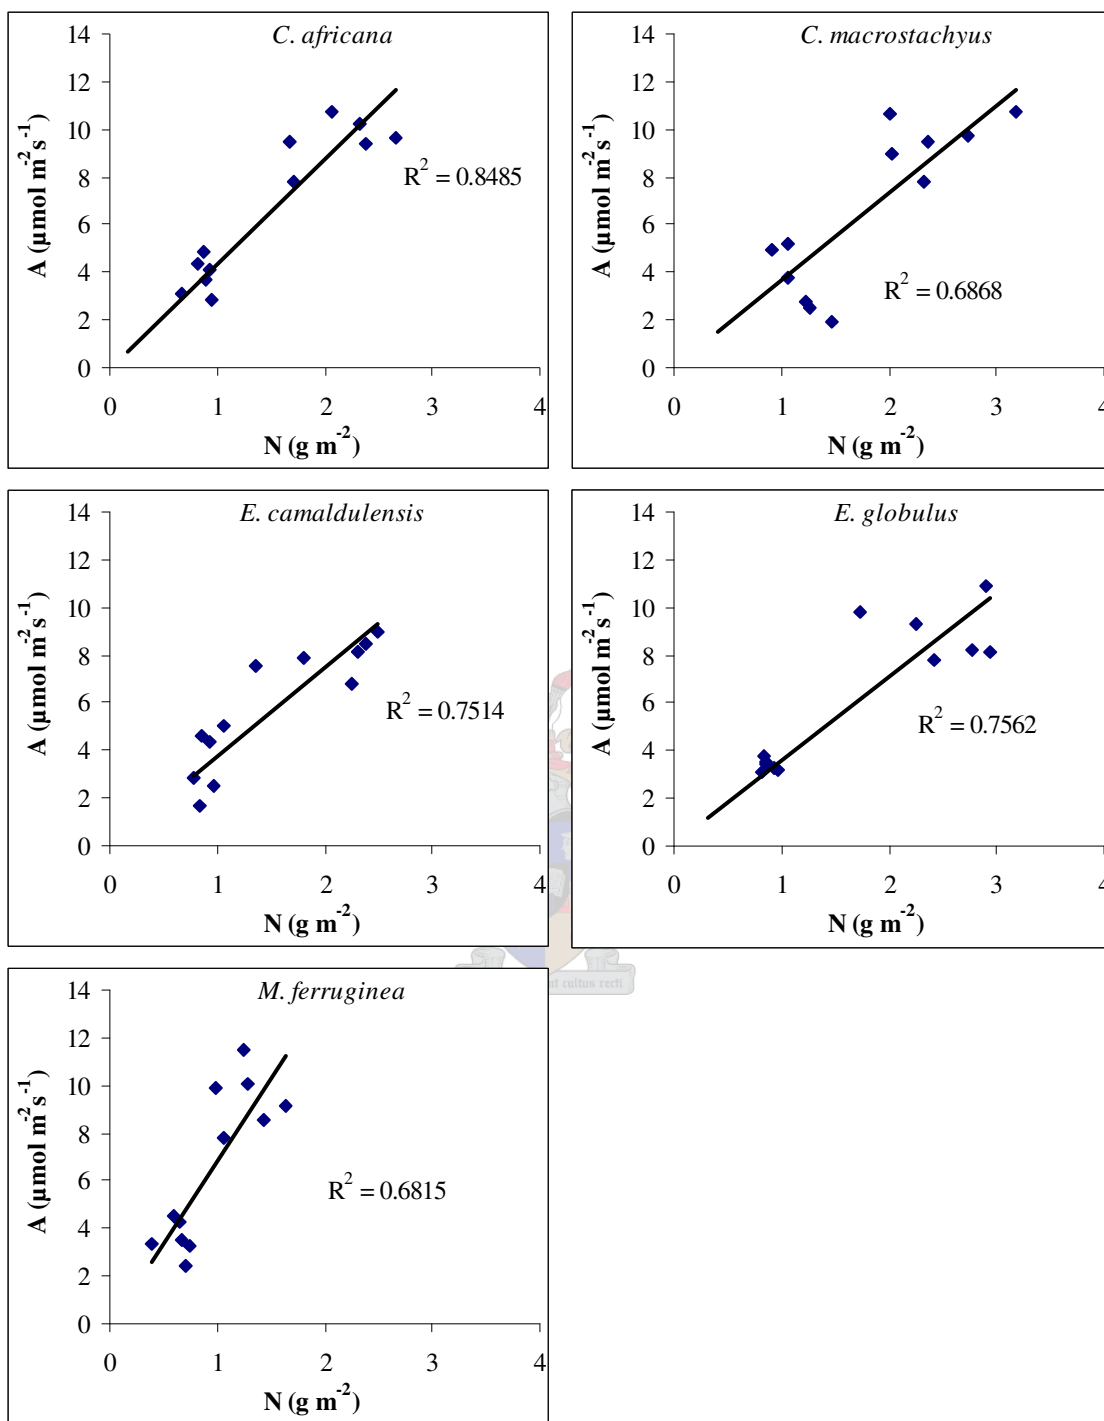 C. africana
14
12
10
8
6
4
2
0
A (µmol m⁻²s⁻¹)
R² = 0.8485
0 1 2 3 4
N (g m⁻²)
C. macrostachyus
14
12
10
8
6
4
2
0
A (µmol m⁻²s⁻¹)
R² = 0.6868
0 1 2 3 4
N (g m⁻²)
E. camaldulensis
14
12
10
8
6
4
2
0
A (µmol m⁻²s⁻¹)
R² = 0.7514
0 1 2 3 4
N (g m⁻²)
E. globulus
14
12
10
8
6
4
2
0
A (µmol m⁻²s⁻¹)
R² = 0.7562
0 1 2 3 4
N (g m⁻²)
cultus recti
M. ferruginea
14
12
10
8
6
4
2
0
A (µmol m⁻²s⁻¹)
R² = 0.6815
0 1 2 3 4
N (g m⁻²)